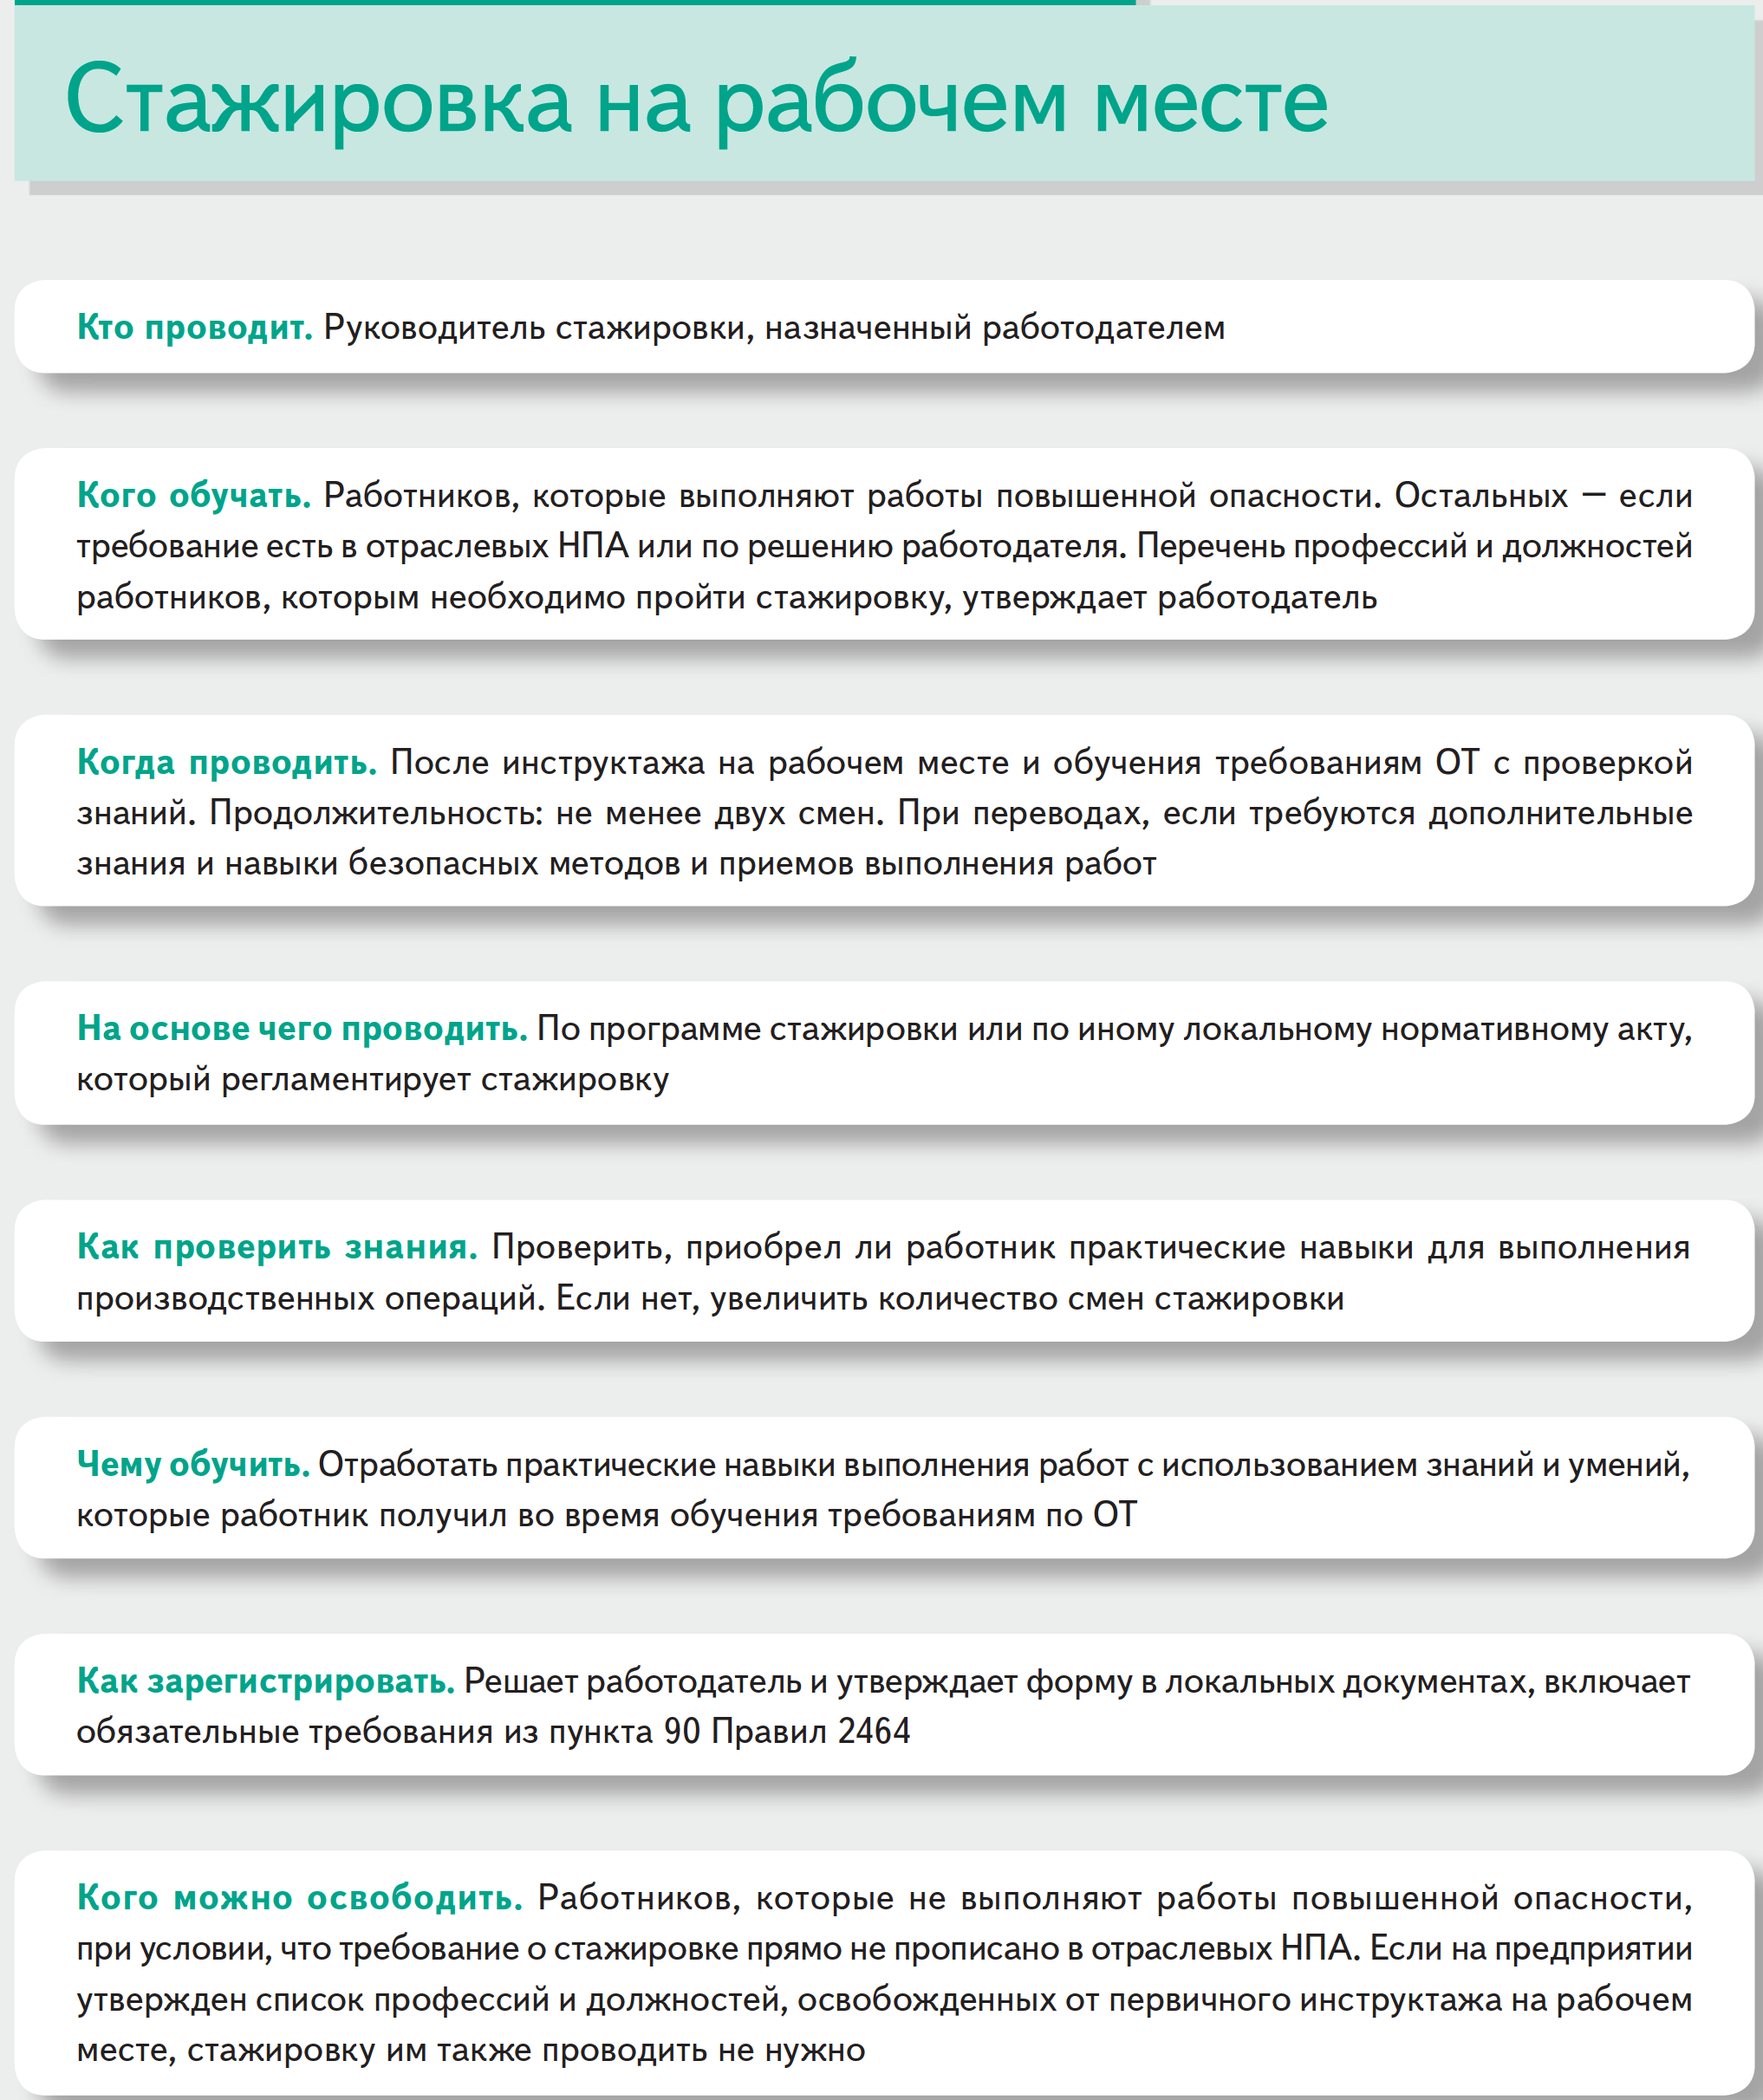 Стажировка на рабочем месте
Кто проводит. Руководитель стажировки, назначенный работодателем
Кого обучать. Работников, которые выполняют работы повышенной опасности. Остальных — если
требование есть в отраслевых НПА или по решению работодателя. Перечень профессий и должностей
работников, которым необходимо пройти стажировку, утверждает работодатель
Когда проводить. После инструктажа на рабочем месте и обучения требованиям ОТ с проверкой
знаний. Продолжительность: не менее двух смен. При переводах, если требуются дополнительные
знания и навыки безопасных методов и приемов выполнения работ
На основе чего проводить. По программе стажировки или по иному локальному нормативному акту,
который регламентирует стажировку
Как проверить знания. Проверить, приобрел ли работник практические навыки для выполнения
производственных операций. Если нет, увеличить количество смен стажировки
Чему обучить. Отработать практические навыки выполнения работ с использованием знаний и умений,
которые работник получил во время обучения требованиям по ОТ
Как зарегистрировать. Решает работодатель и утверждает форму в локальных документах, включает
обязательные требования из пункта 90 Правил 2464
Кого можно освободить. Работников, которые не выполняют работы повышенной опасности,
при условии, что требование о стажировке прямо не прописано в отраслевых НПА. Если на предприятии
утвержден список профессий и должностей, освобожденных от первичного инструктажа на рабочем
месте, стажировку им также проводить не нужно